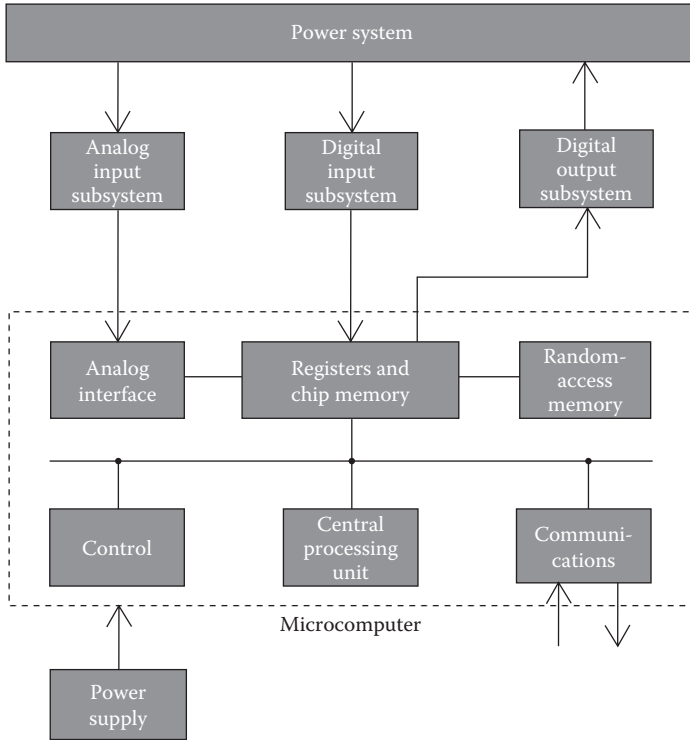 Power system
Analog
input
subsystem
Digital
input
subsystem
Digital
output
subsystem
Analog
interface
Registers and
chip memory
Random-
access
memory
Control
Central
processing
unit
Communi-
cations
Microcomputer
Power
supply